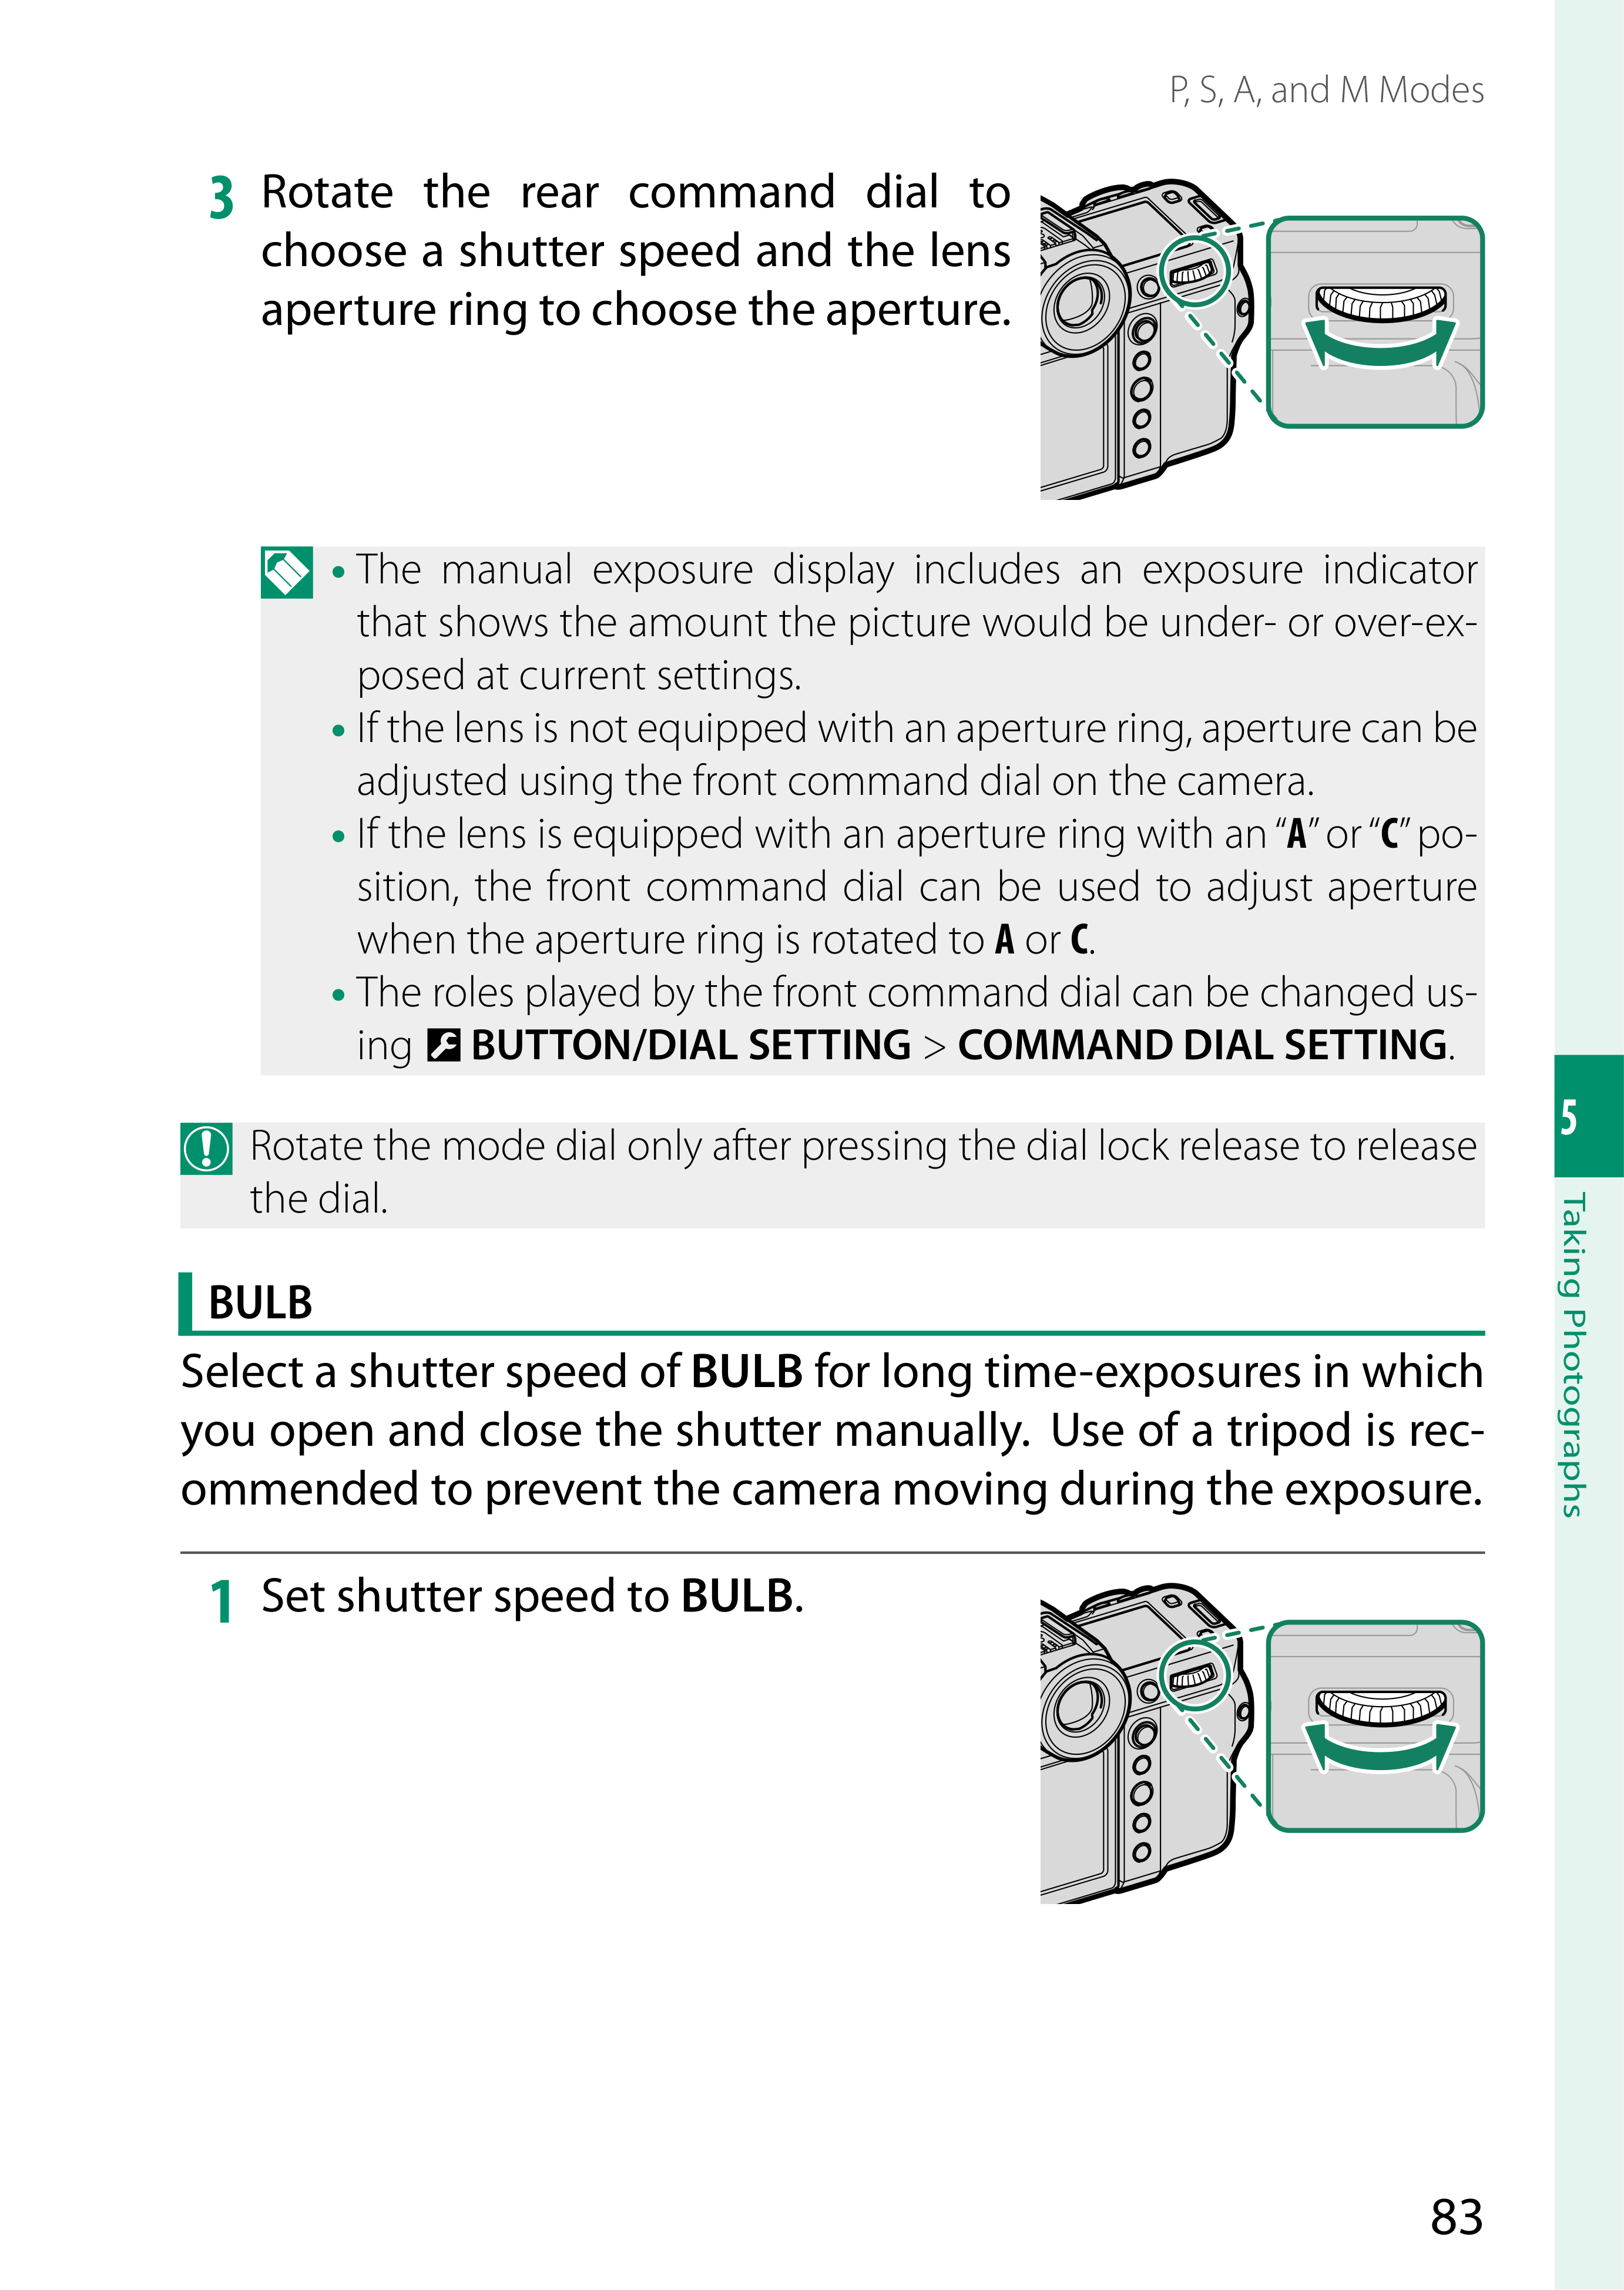 P, S, A, and M Modes
3 Rotate the rear command dial to
choose a shutter speed and the lens
aperture ring to choose the aperture.
• The manual exposure display includes an exposure indicator
that shows the amount the picture would be under- or over-ex-
posed at current settings.
• If the lens is not equipped with an aperture ring, aperture can be
adjusted using the front command dial on the camera.
• If the lens is equipped with an aperture ring with an “A” or “C” po-
sition, the front command dial can be used to adjust aperture
when the aperture ring is rotated to A or C.
• The roles played by the front command dial can be changed us-
ing BUTTON/DIAL SETTING > COMMAND DIAL SETTING.
Rotate the mode dial only after pressing the dial lock release to release
the dial.
BULB
Select a shutter speed of BULB for long time-exposures in which
you open and close the shutter manually. Use of a tripod is rec-
ommended to prevent the camera moving during the exposure.
1 Set shutter speed to BULB.
5
Taking Photographs
83